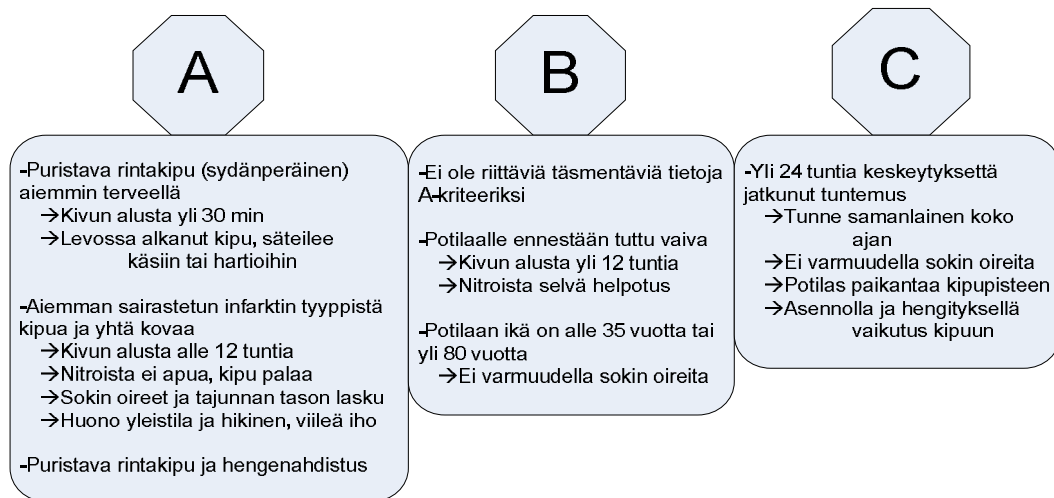 A
-Puristava rintakipu (sydänperäinen)
aiemmin terveellä
→Kivun alusta yli 30 min
→Levossa alkanut kipu, säteilee
käsiin tai hartioihin
-Aiemman sairastetun infarktin tyyppistä
kipua ja yhtä kovaa
→Kivun alusta alle 12 tuntia
→Nitroista ei apua, kipu palaa
→Sokin oireet ja tajunnan tason lasku
→Huono yleistila ja hikinen, viileä iho
-Puristava rintakipu ja hengenahdistus
B
-Ei ole riittäviä täsmentäviä tietoja
A-kriteeriksi
-Potilaalle ennestään tuttu vaiva
→Kivun alusta yli 12 tuntia
→Nitroista selvä helpotus
-Potilaan ikä on alle 35 vuotta tai
yli 80 vuotta
→Ei varmuudella sokin oireita
C
-Yli 24 tuntia keskeytyksettä
jatkunut tuntemus
→Tunne samanlainen koko
ajan
→Ei varmuudella sokin oireita
→Potilas paikantaa kipupisteen
→Asennolla ja hengityksellä
vaikutus kipuun